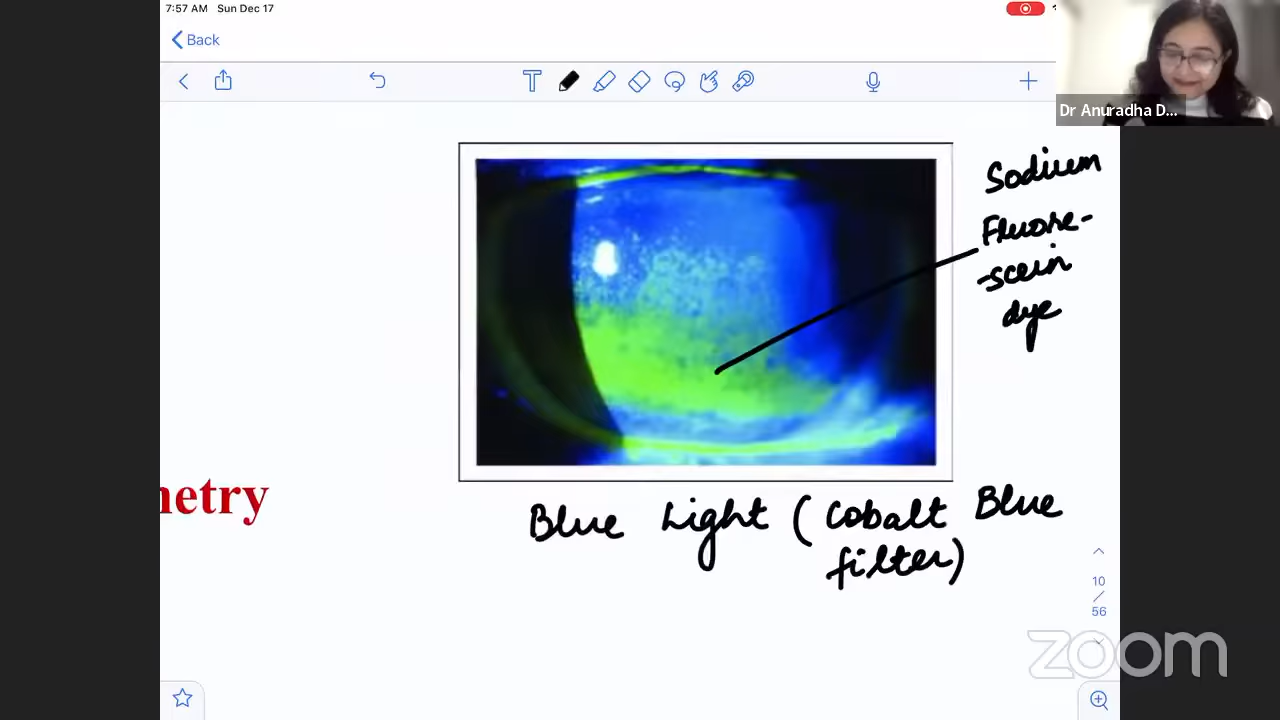 7:57 AM Sun Dec 17
Back
Dr Anuradha D...
Sodium
Fluore-
-scein
dye
Blue Light (Cobalt Blue
filter)
10
/
56
zoom